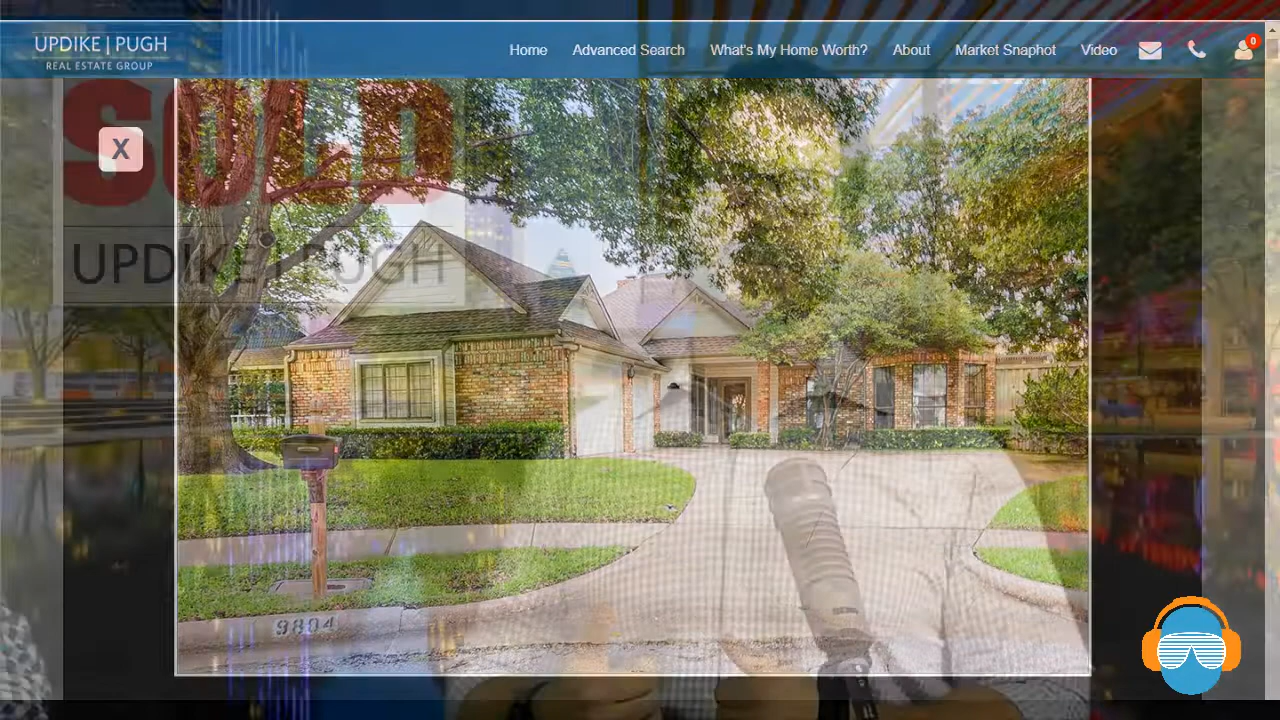 UPDIKE | PUGH
REAL ESTATE GROUP
Home Advanced Search What's My Home Worth? About Market Snaphot Video 0
SOLD
X
UPDIKE | PUGH
9804